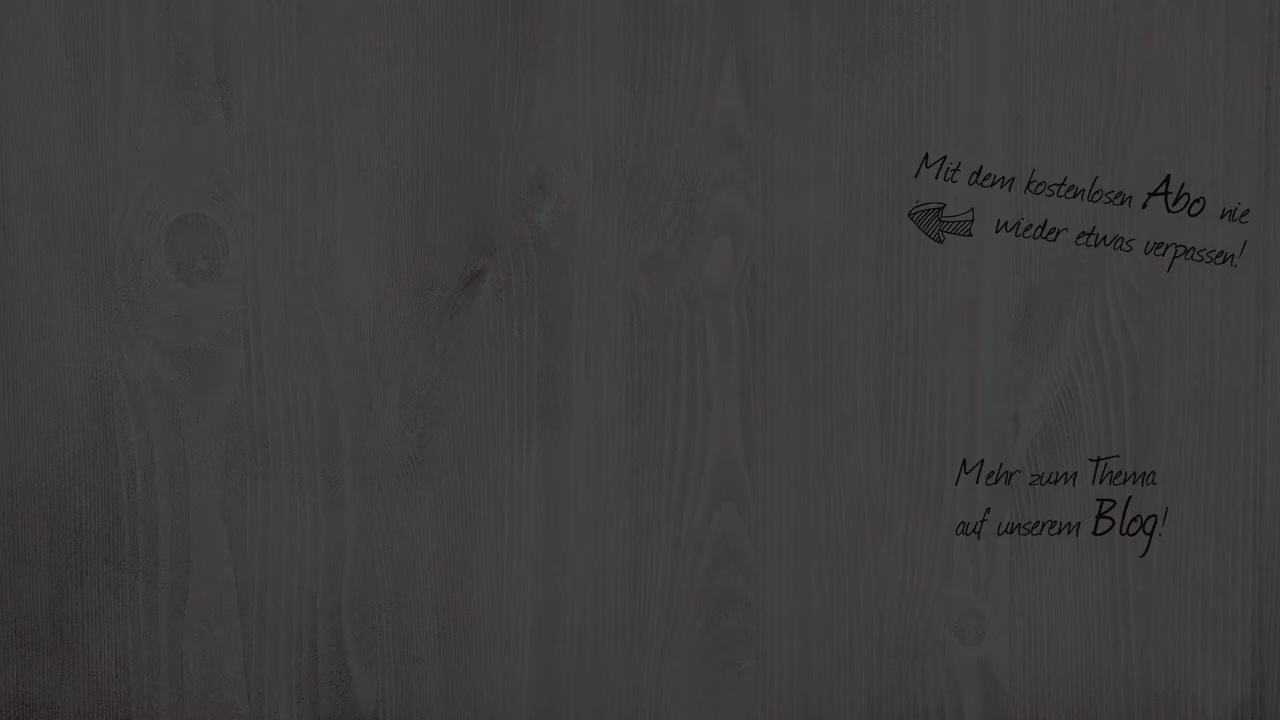 Mit dem kostenlosen Abo nie
wieder etwas verpassen!
Mehr zum Thema
auf unserem Blog!